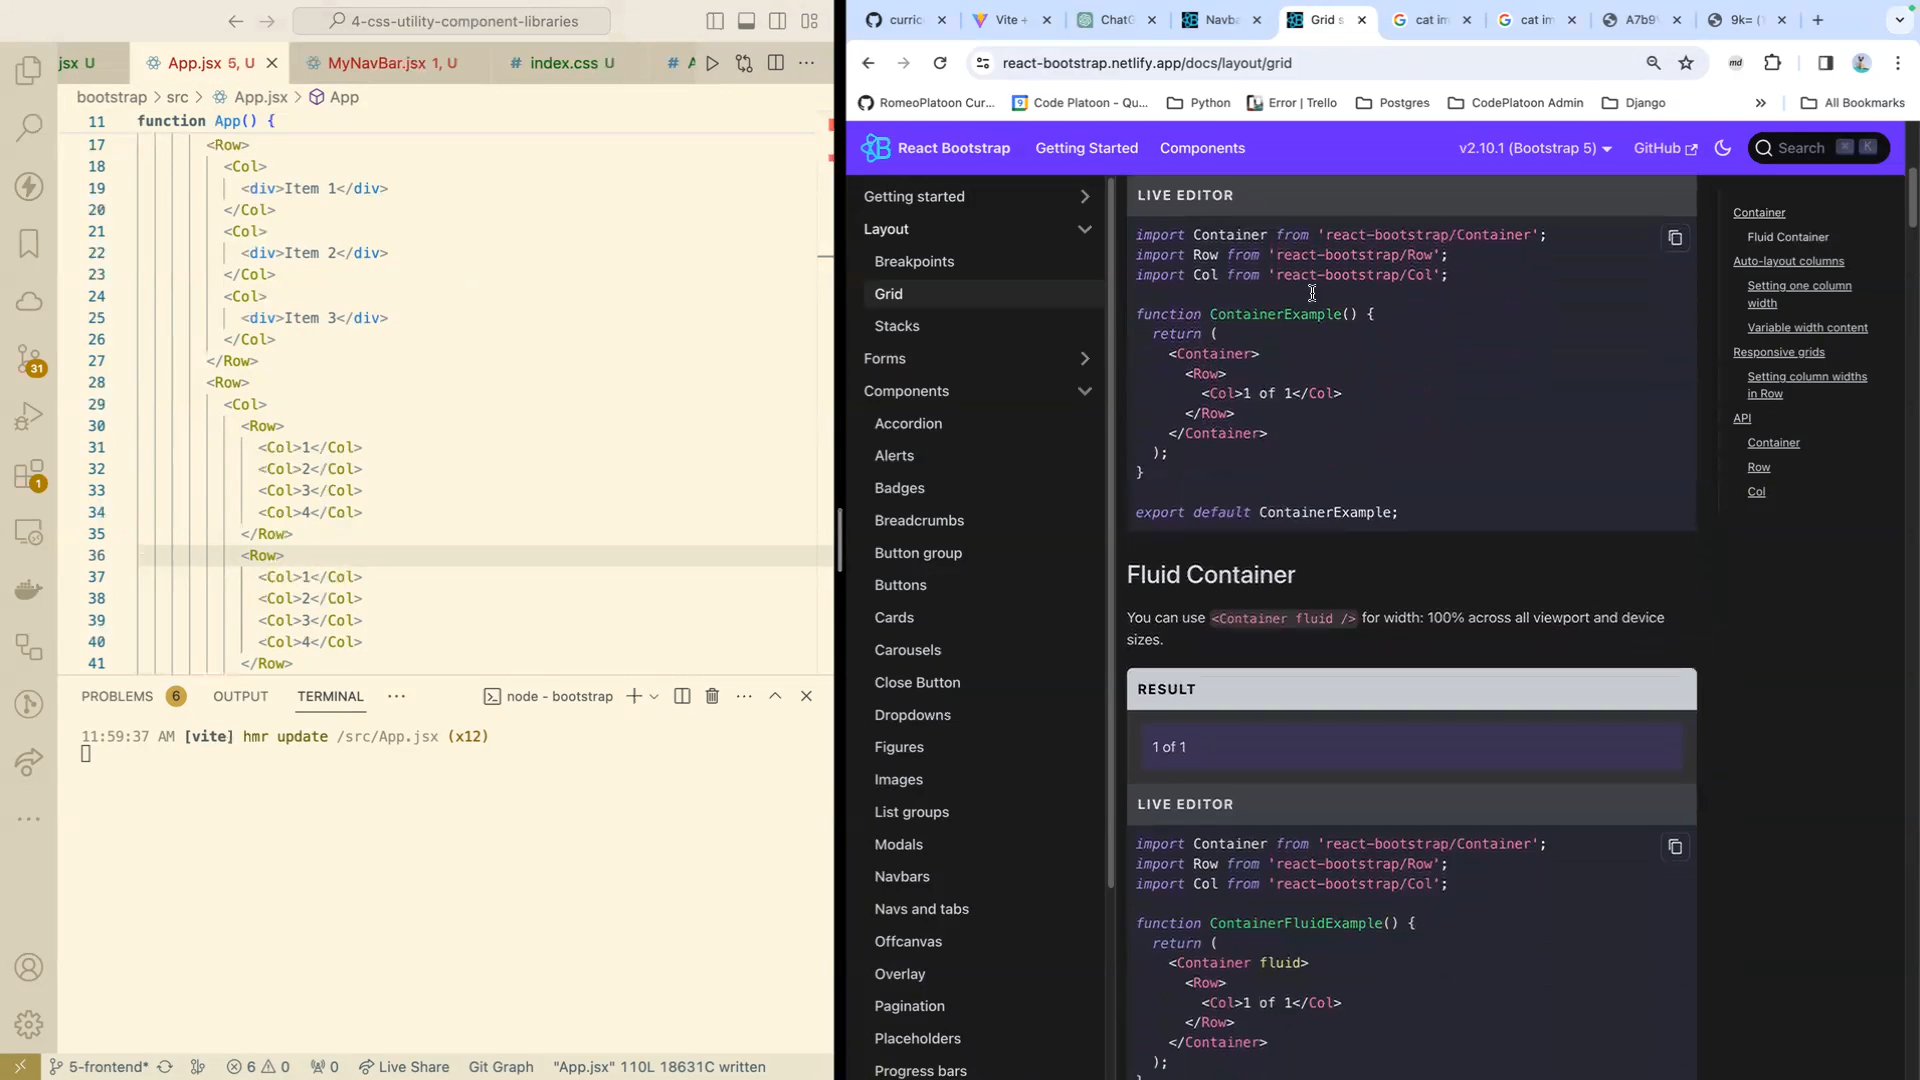 4-css-utility-component-libraries
jsx U
App.jsx 5, U
MyNavBar.jsx 1, U
index.css U
bootstrap > src > App.jsx > App
11 function App() {
17 <Row>
18 <Col>
19 <div>Item 1</div>
20 </Col>
21 <Col>
22 <div>Item 2</div>
23 </Col>
24 <Col>
25 <div>Item 3</div>
26 </Col>
27 </Row>
28 <Row>
29 <Col>
30 <Row>
31 <Col>1</Col>
32 <Col>2</Col>
33 <Col>3</Col>
34 <Col>4</Col>
35 </Row>
36 <Row>
37 <Col>1</Col>
38 <Col>2</Col>
39 <Col>3</Col>
40 <Col>4</Col>
41 </Row>
31
1
PROBLEMS 6 OUTPUT TERMINAL ··· node - bootstrap
11:59:37 AM [vite] hmr update /src/App.jsx (x12)
5-frontend* 6 0 0 Live Share Git Graph "App.jsx" 110L 18631C written
curric
Vite +
ChatG
Navba
Grid s
cat im
cat im
A7b9
9k= (
react-bootstrap.netlify.app/docs/layout/grid
md
RomeoPlatoon Cur... Code Platoon - Qu... Python Error | Trello Postgres CodePlatoon Admin Django » All Bookmarks
React Bootstrap Getting Started Components v2.10.1 (Bootstrap 5) GitHub Search ⌘ K
Getting started
Layout
Breakpoints
Grid
Stacks
Forms
Components
Accordion
Alerts
Badges
Breadcrumbs
Button group
Buttons
Cards
Carousels
Close Button
Dropdowns
Figures
Images
List groups
Modals
Navbars
Navs and tabs
Offcanvas
Overlay
Pagination
Placeholders
Progress bars
LIVE EDITOR
import Container from 'react-bootstrap/Container';
import Row from 'react-bootstrap/Row';
import Col from 'react-bootstrap/Col';
function ContainerExample() {
return (
<Container>
<Row>
<Col>1 of 1</Col>
</Row>
</Container>
);
}
export default ContainerExample;
Fluid Container
You can use <Container fluid /> for width: 100% across all viewport and device
sizes.
RESULT
1 of 1
LIVE EDITOR
import Container from 'react-bootstrap/Container';
import Row from 'react-bootstrap/Row';
import Col from 'react-bootstrap/Col';
function ContainerFluidExample() {
return (
<Container fluid>
<Row>
<Col>1 of 1</Col>
</Row>
</Container>
);
Container
Fluid Container
Auto-layout columns
Setting one column
width
Variable width content
Responsive grids
Setting column widths
in Row
API
Container
Row
Col